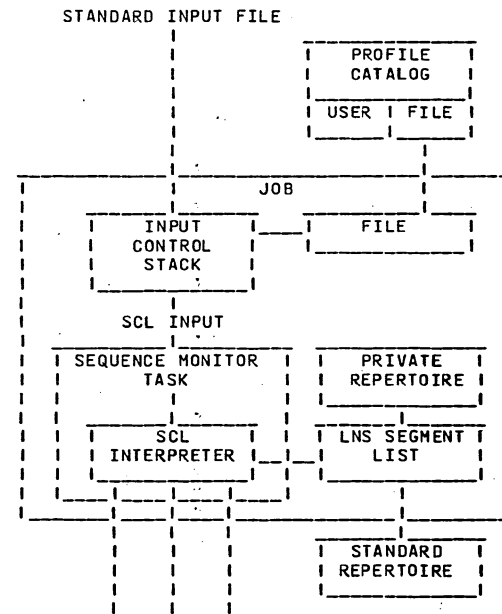 STANDARD INPUT FILE
PROFILE
CATALOG
USER FILE
JOB
INPUT
CONTROL
STACK
FILE
SCL INPUT
SEQUENCE MONITOR
TASK
PRIVATE
REPERTOIRE
SCL
INTERPRETER
LNS SEGMENT
LIST
STANDARD
REPERTOIRE